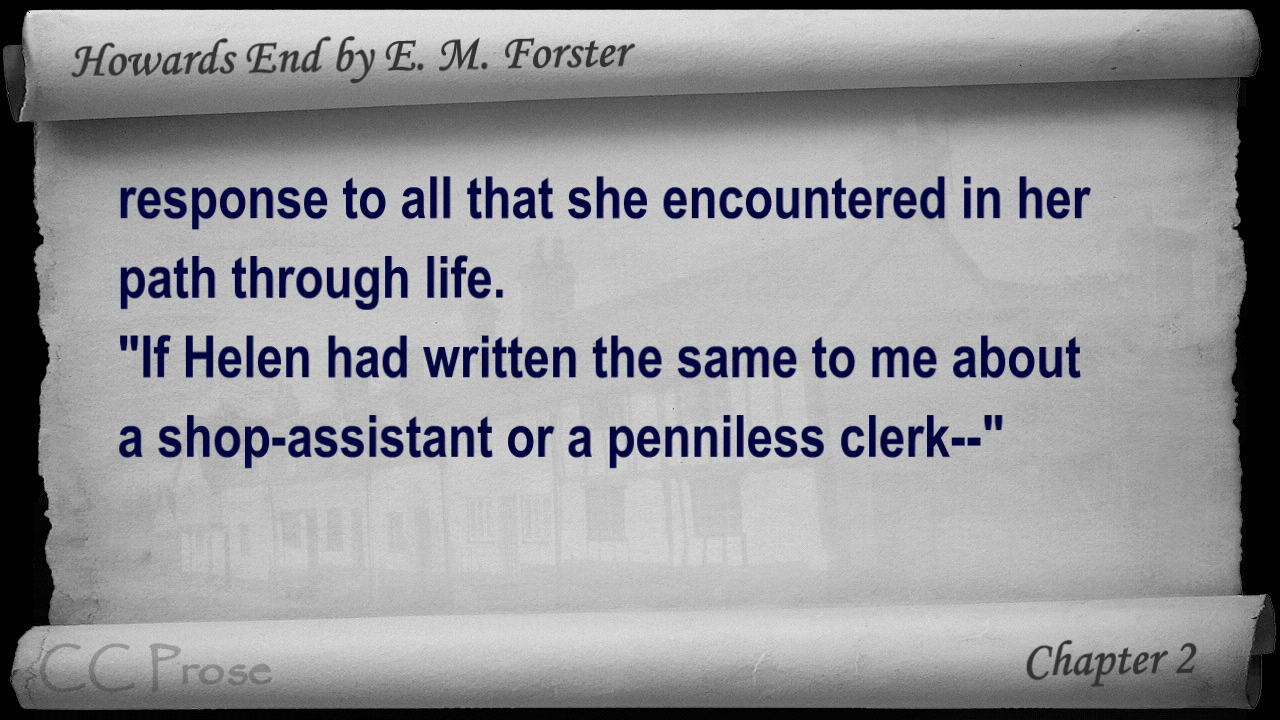 Howards End by E. M. Forster
response to all that she encountered in her
path through life.
"If Helen had written the same to me about
a shop-assistant or a penniless clerk--"
CC Prose
Chapter 2